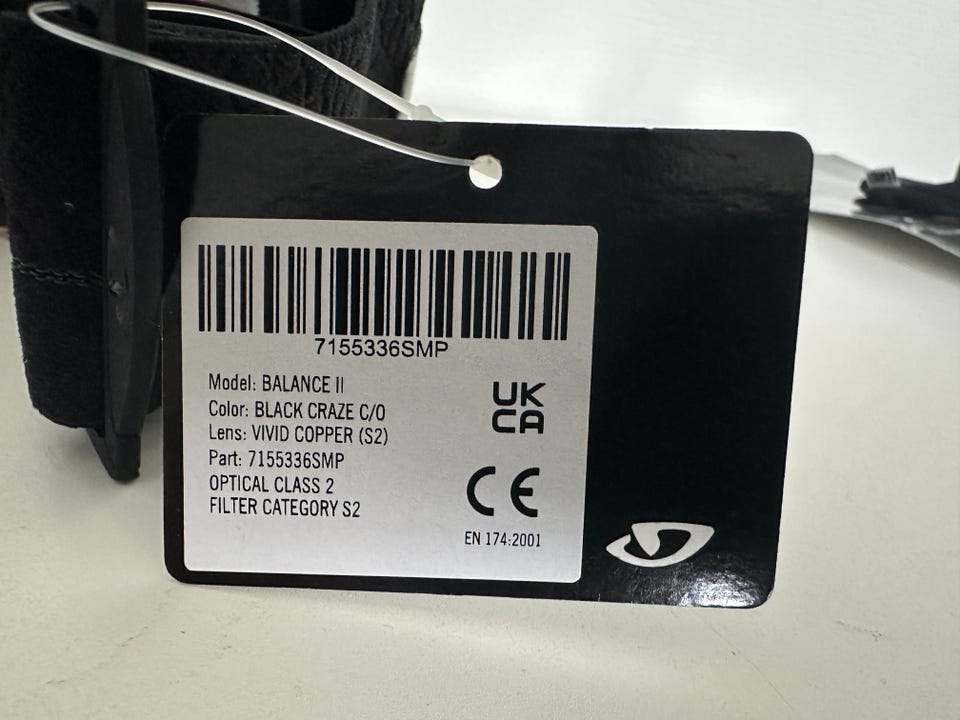 7155336SMP
Model: BALANCE II
Color: BLACK CRAZE C/O
Lens: VIVID COPPER (S2)
Part: 7155336SMP
OPTICAL CLASS 2
FILTER CATEGORY S2
UK
CA
CE
EN 174:2001